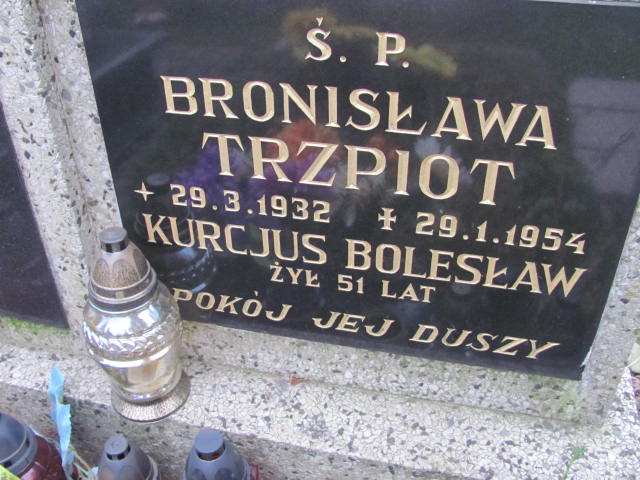 Ś. P.
BRONISŁAWA
TRZPIOT
29.3.1932 29.1.1954
KURCJUS BOLESŁAW
ŻYŁ 51 LAT
POKÓJ JEJ DUSZY